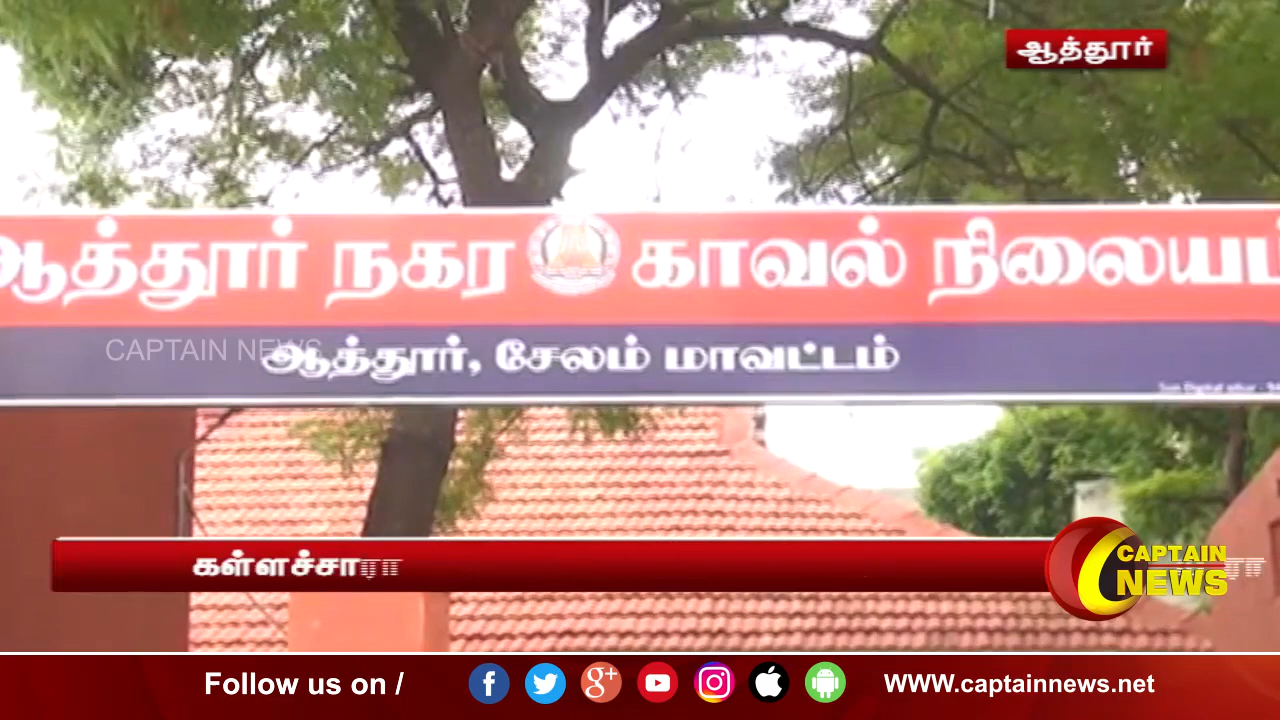 ஆத்தூர்
ஆத்தூர் நகர காவல் நிலையம்
CAPTAIN NEWS
ஆத்தூர், சேலம் மாவட்டம்
கள்ளச்சாரா
CAPTAIN
NEWS
Follow us on / WWW.captainnews.net